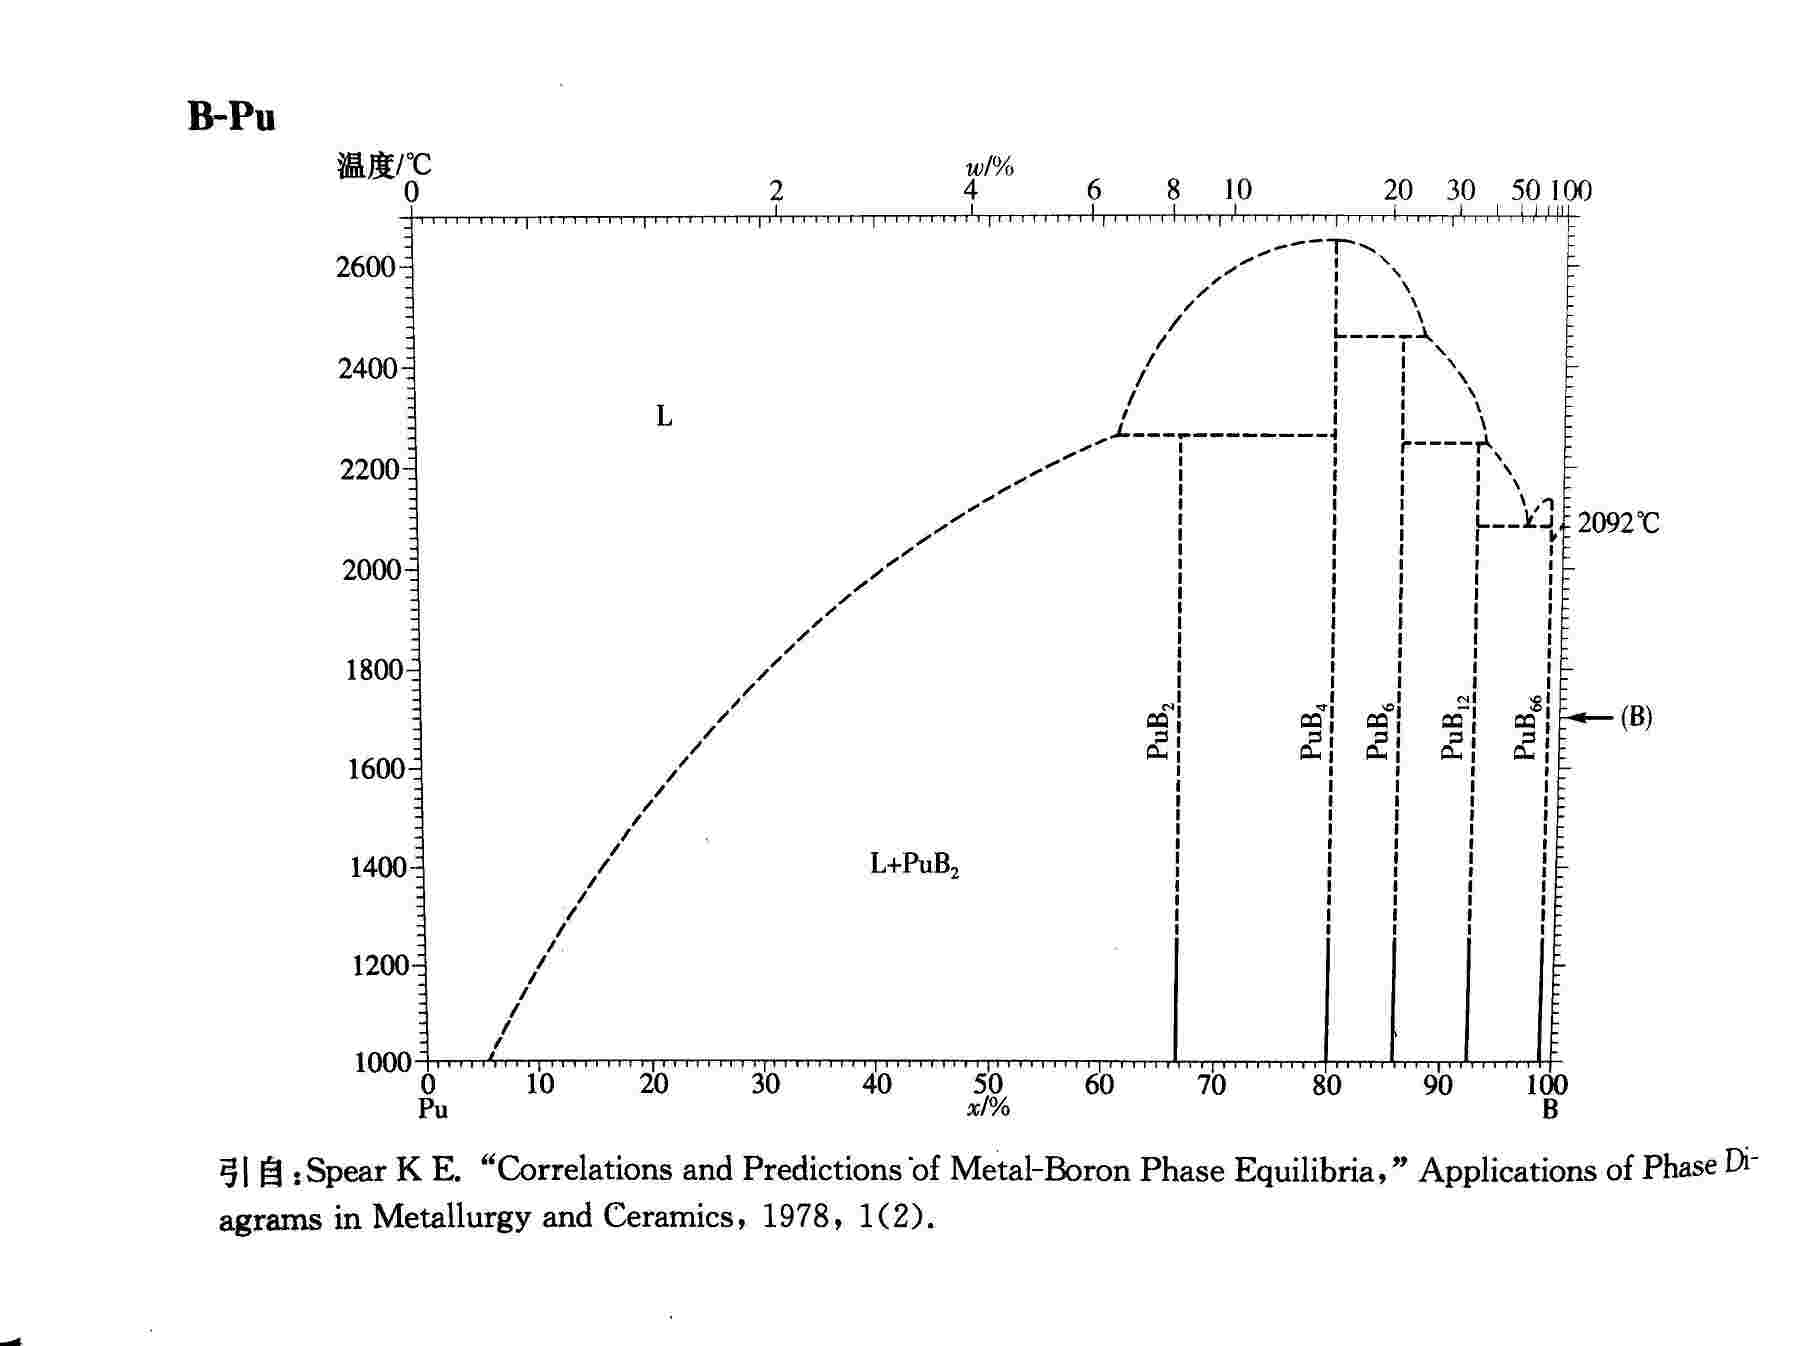 B-Pu
温度/℃
w/%
0 2 4 6 8 10 20 30 50 100
2600
2400
L
2200
2092℃
2000
1800
PuB₂ PuB₄ PuB₆ PuB₁₂ PuB₆₆ (B)
1600
1400
L+PuB₂
1200
1000
0 10 20 30 40 50 60 70 80 90 100
Pu x/% B
引自:Spear K E. “Correlations and Predictions of Metal-Boron Phase Equilibria,” Applications of Phase Di-
agrams in Metallurgy and Ceramics, 1978, 1(2).